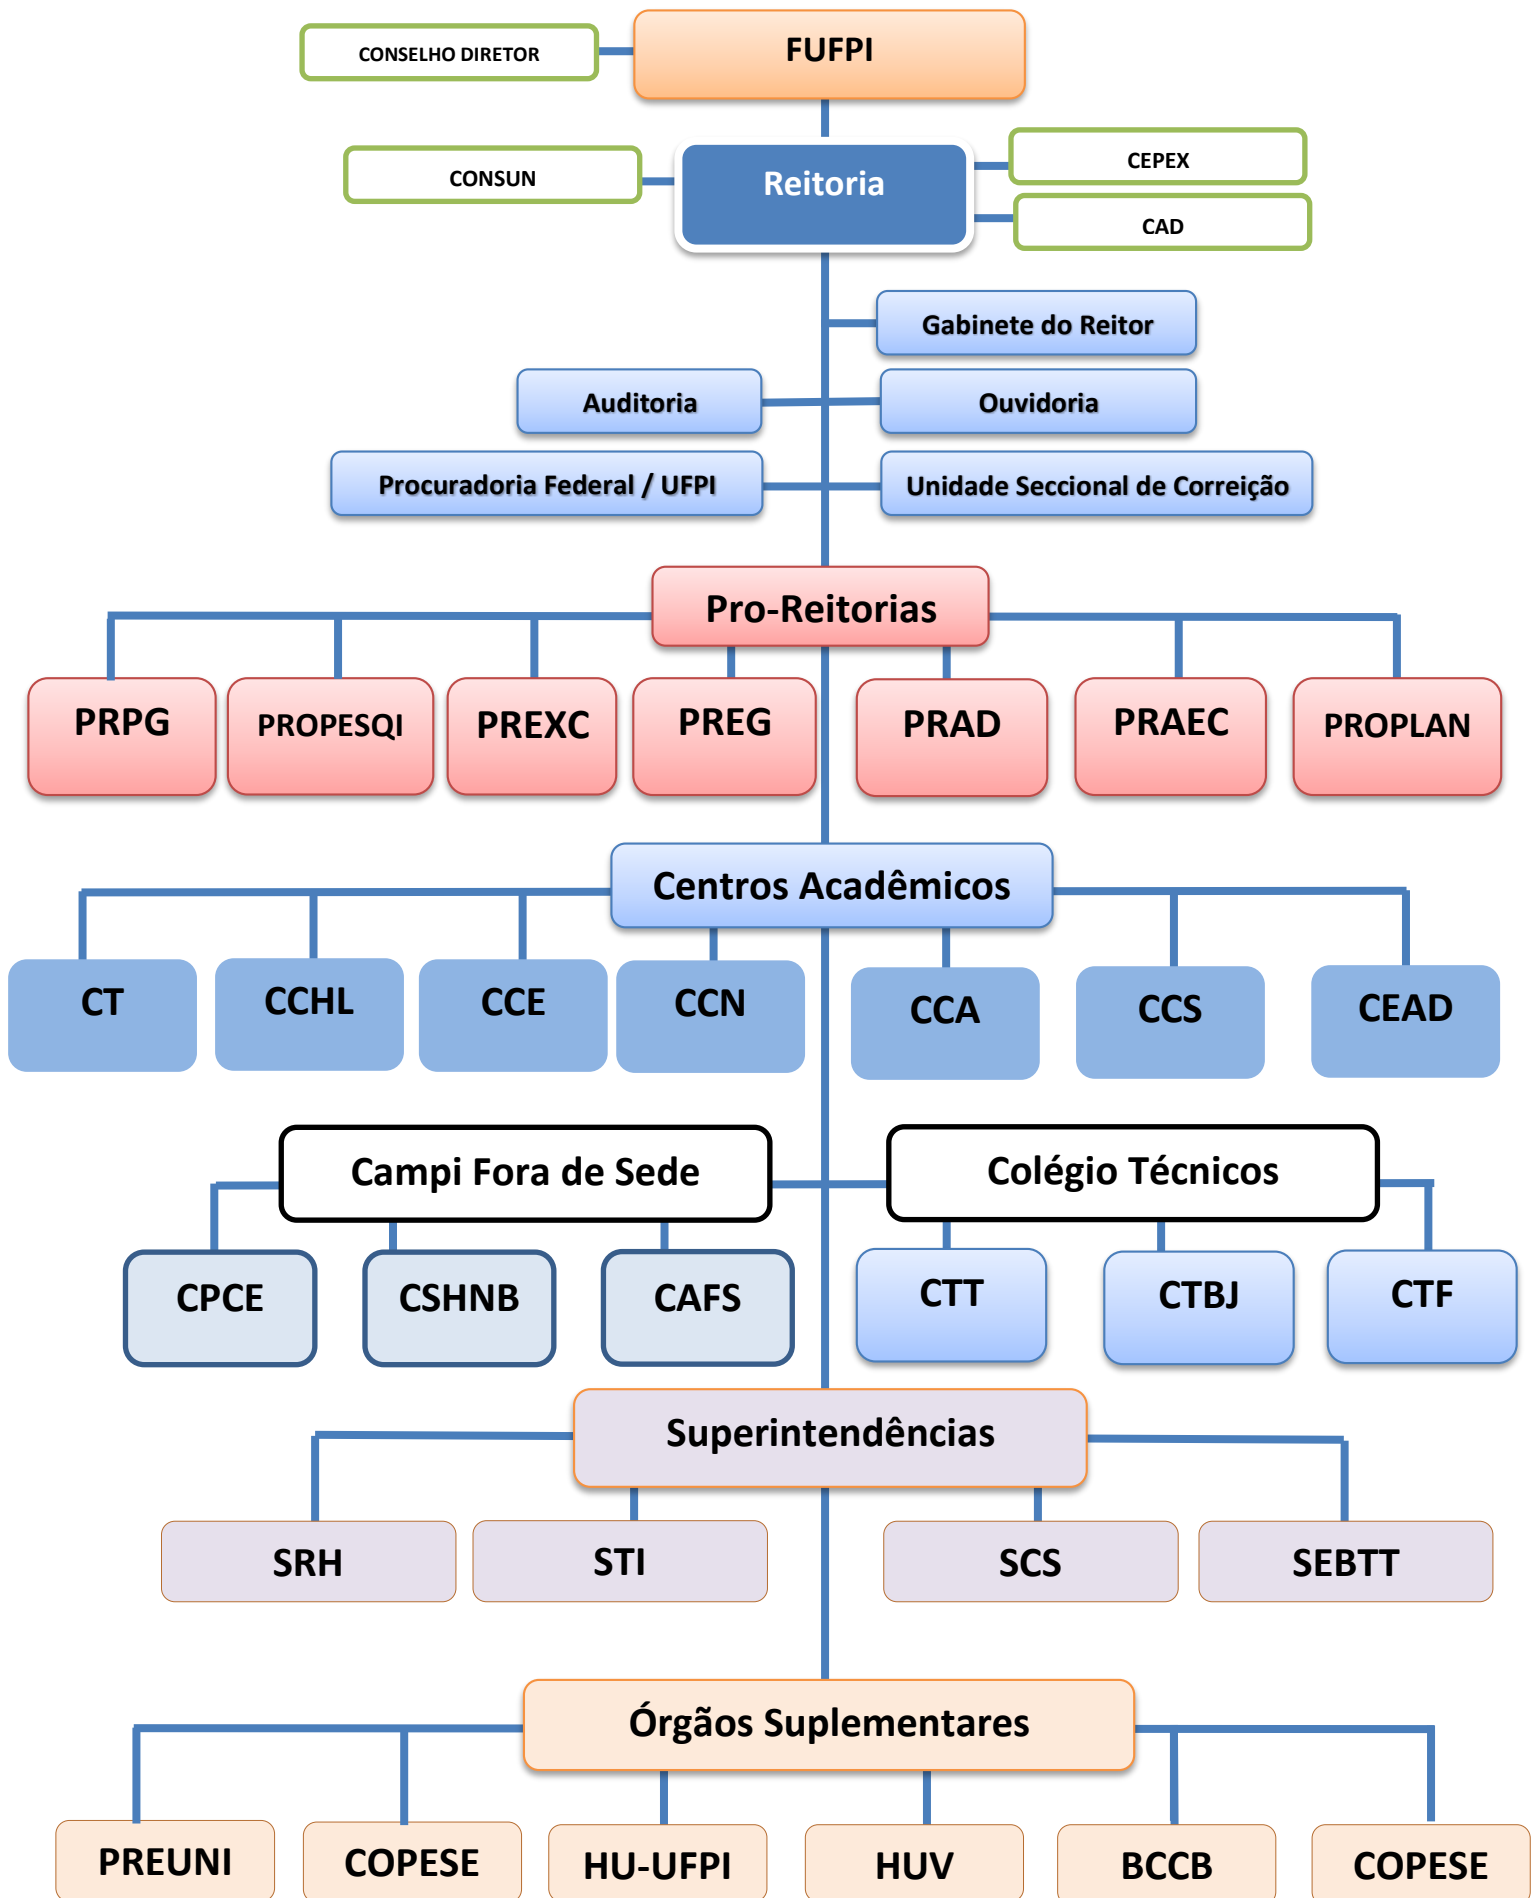 CONSELHO DIRETOR
FUFPI
CONSUN
Reitoria
CEPEX
CAD
Gabinete do Reitor
Auditoria
Ouvidoria
Procuradoria Federal / UFPI
Unidade Seccional de Correição
Pro-Reitorias
PRPG
PROPESQI
PREXC
PREG
PRAD
PRAEC
PROPLAN
Centros Acadêmicos
CT
CCHL
CCE
CCN
CCA
CCS
CEAD
Campi Fora de Sede
Colégio Técnicos
CPCE
CSHNB
CAFS
CTT
CTBJ
CTF
Superintendências
SRH
STI
SCS
SEBTT
Órgãos Suplementares
PREUNI
COPESE
HU-UFPI
HUV
BCCB
COPESE